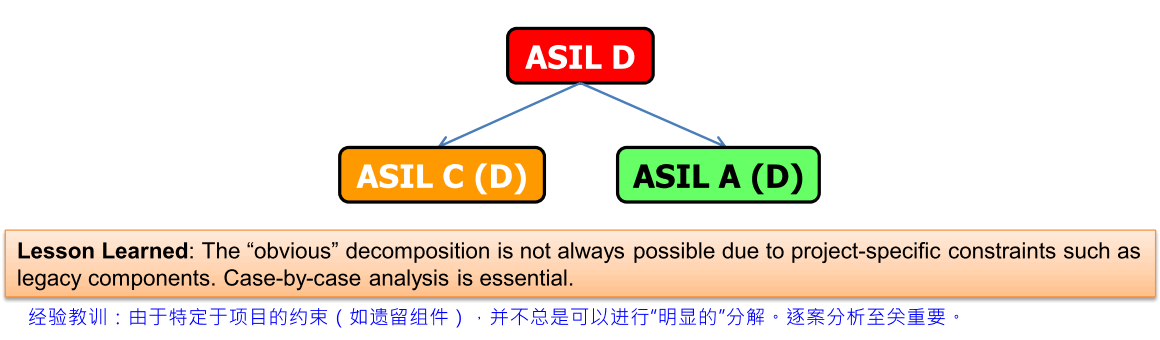 ASIL D
ASIL C (D)
ASIL A (D)
Lesson Learned: The “obvious” decomposition is not always possible due to project-specific constraints such as
legacy components. Case-by-case analysis is essential.
经验教训：由于特定于项目的约束（如遗留组件），并不总是可以进行“明显的”分解。逐案分析至关重要。